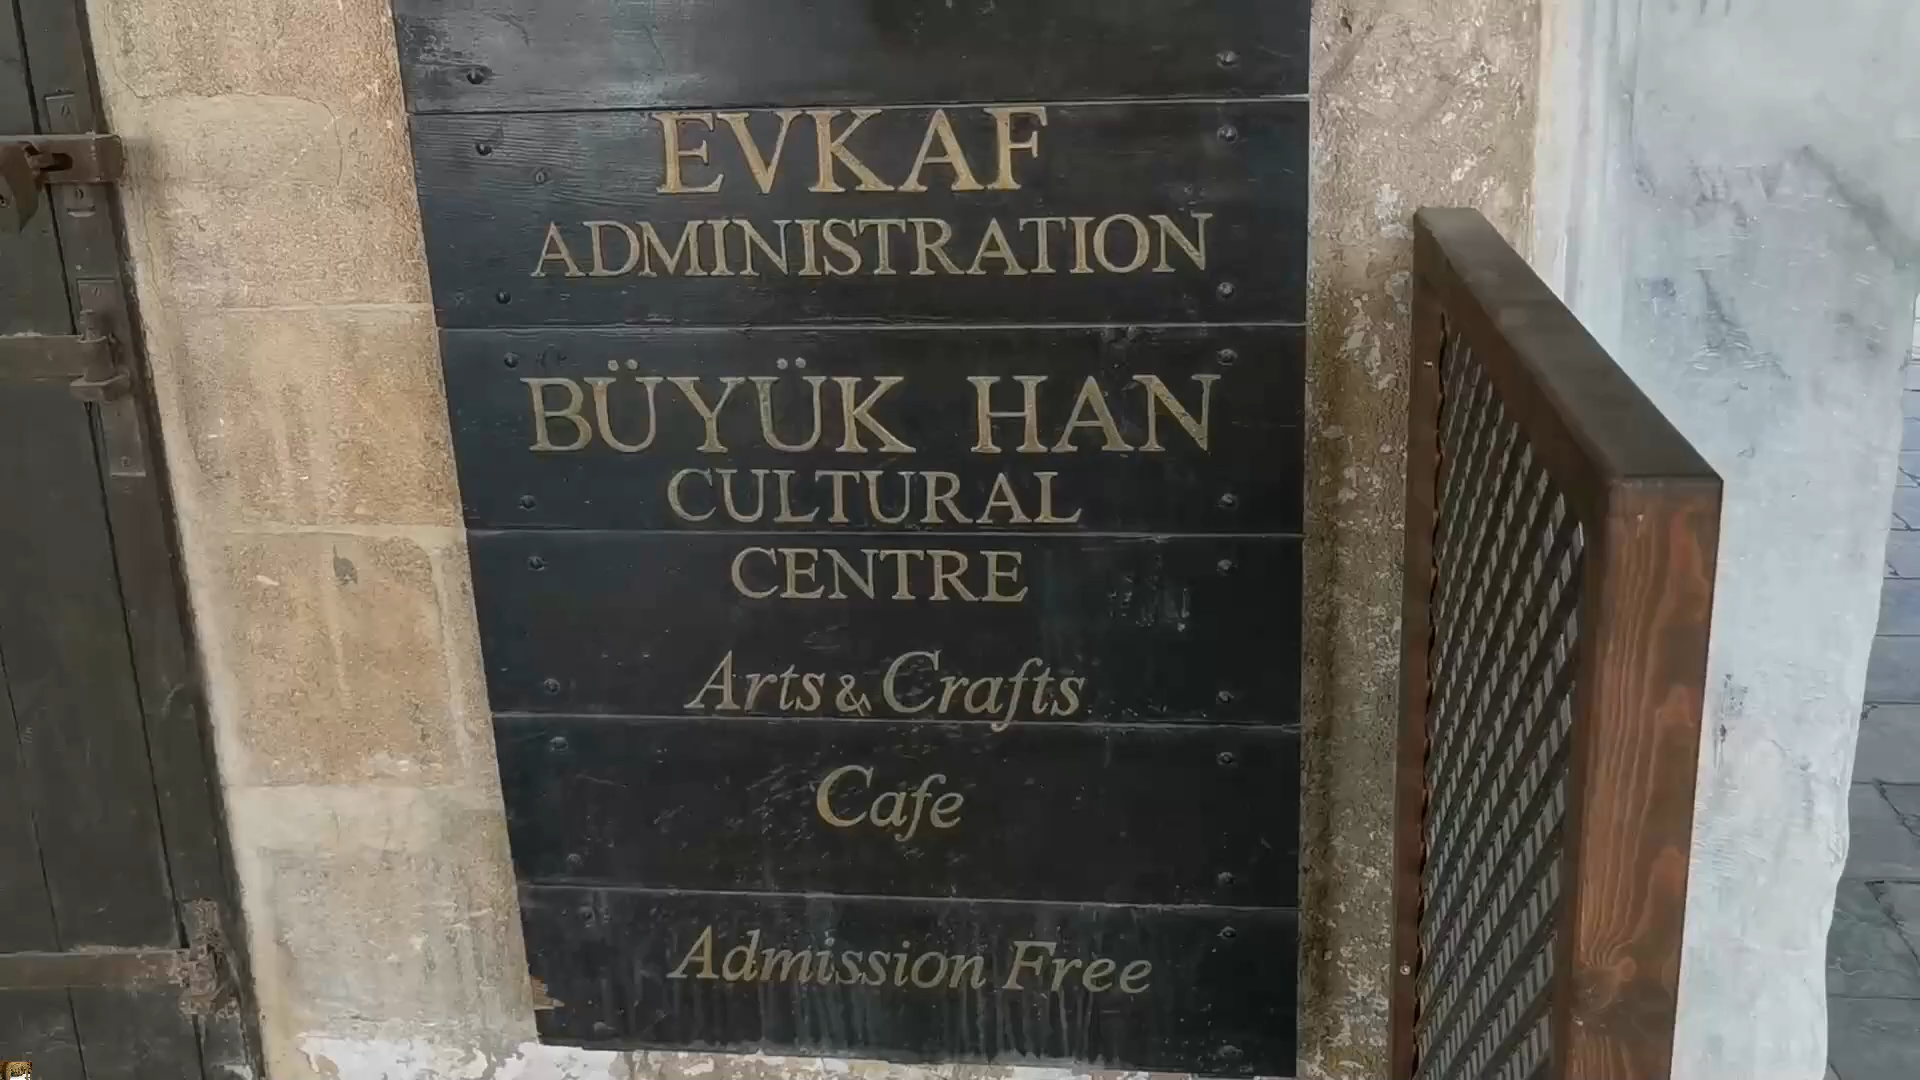 EVKAF
ADMINISTRATION
BÜYÜK HAN
CULTURAL
CENTRE
Arts & Crafts
Cafe
Admission Free